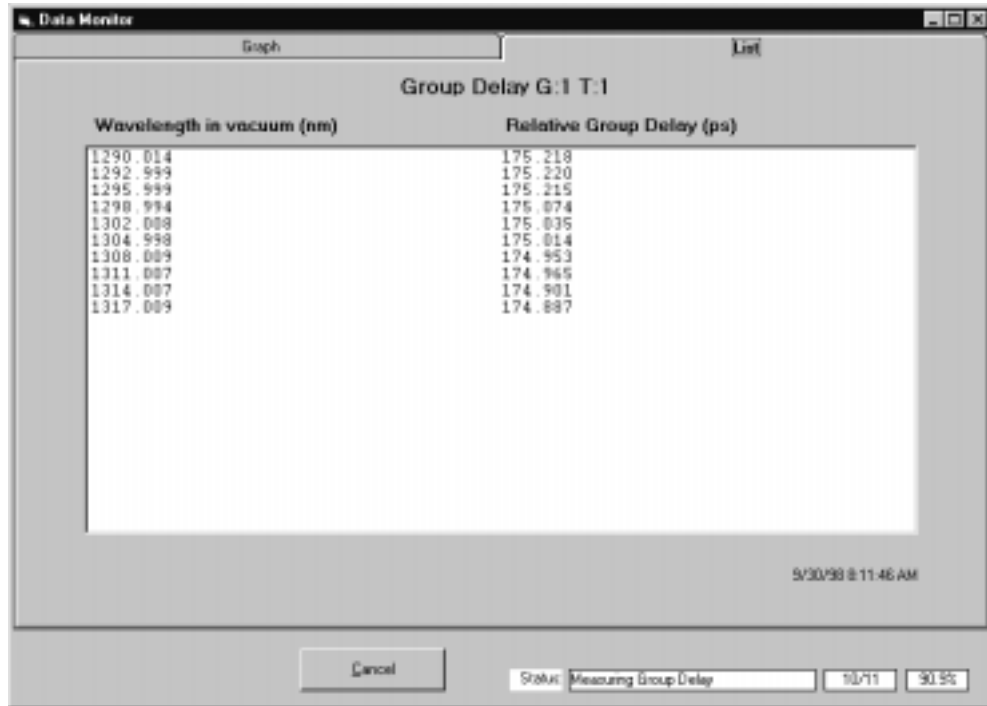 Data Monitor
Graph List
Group Delay G:1 T:1
Wavelength in vacuum (nm) Relative Group Delay (ps)
1290.014 175.218
1292.999 175.220
1295.999 175.215
1298.994 175.074
1302.008 175.035
1304.998 175.014
1308.009 174.953
1311.007 174.965
1314.007 174.901
1317.009 174.887
9/30/98 8:11:46 AM
Cancel Status: Measuring Group Delay 10/11 90.9%